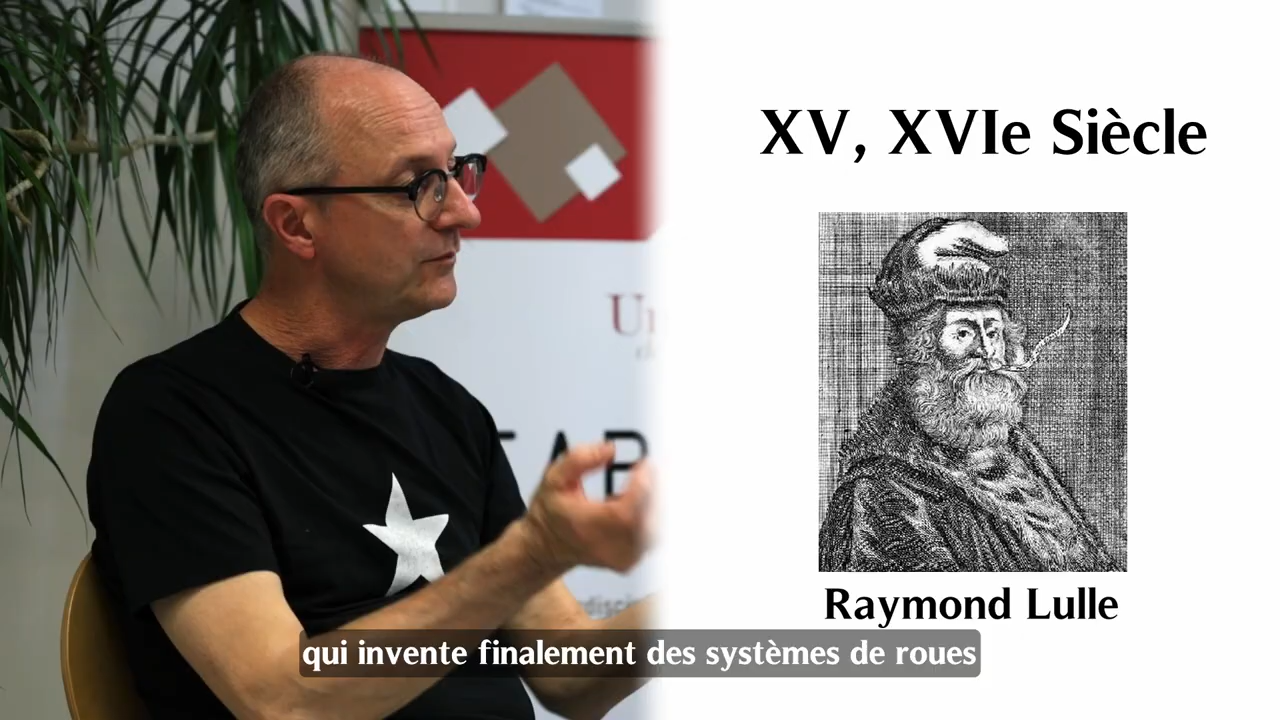 XV, XVIe Siècle
Raymond Lulle
qui invente finalement des systèmes de roues